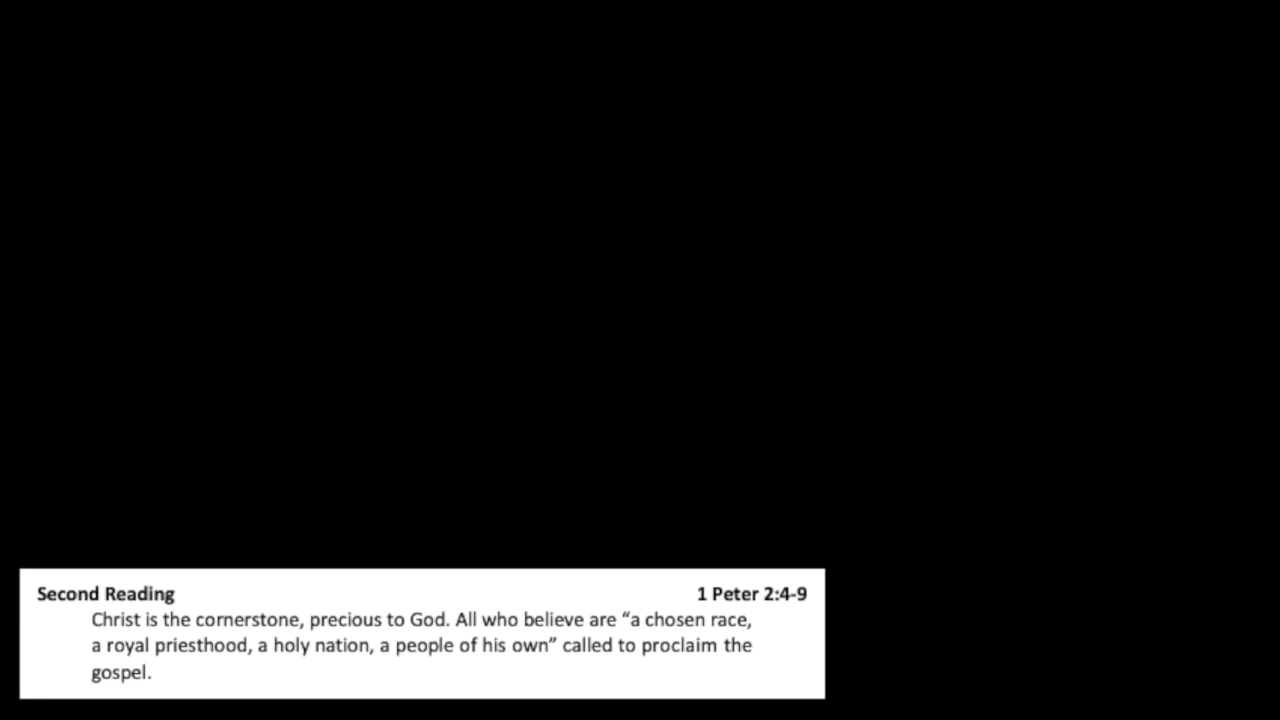 Second Reading 1 Peter 2:4-9
Christ is the cornerstone, precious to God. All who believe are “a chosen race,
a royal priesthood, a holy nation, a people of his own” called to proclaim the
gospel.